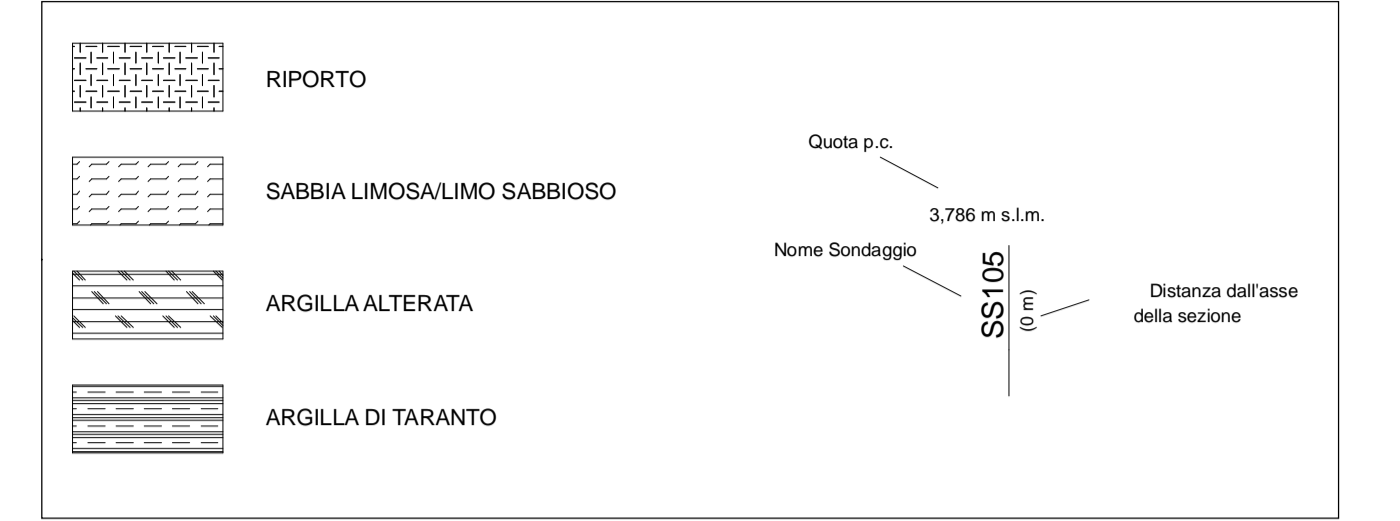 RIPORTO
SABBIA LIMOSA/LIMO SABBIOSO
ARGILLA ALTERATA
ARGILLA DI TARANTO
Quota p.c.
3,786 m s.l.m.
Nome Sondaggio
SS105
(0 m)
Distanza dall'asse
della sezione